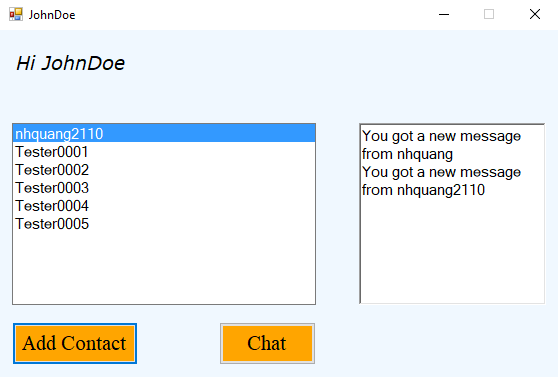 JohnDoe
Hi JohnDoe
nhquang2110
Tester0001
Tester0002
Tester0003
Tester0004
Tester0005
You got a new message
from nhquang
You got a new message
from nhquang2110
Add Contact
Chat